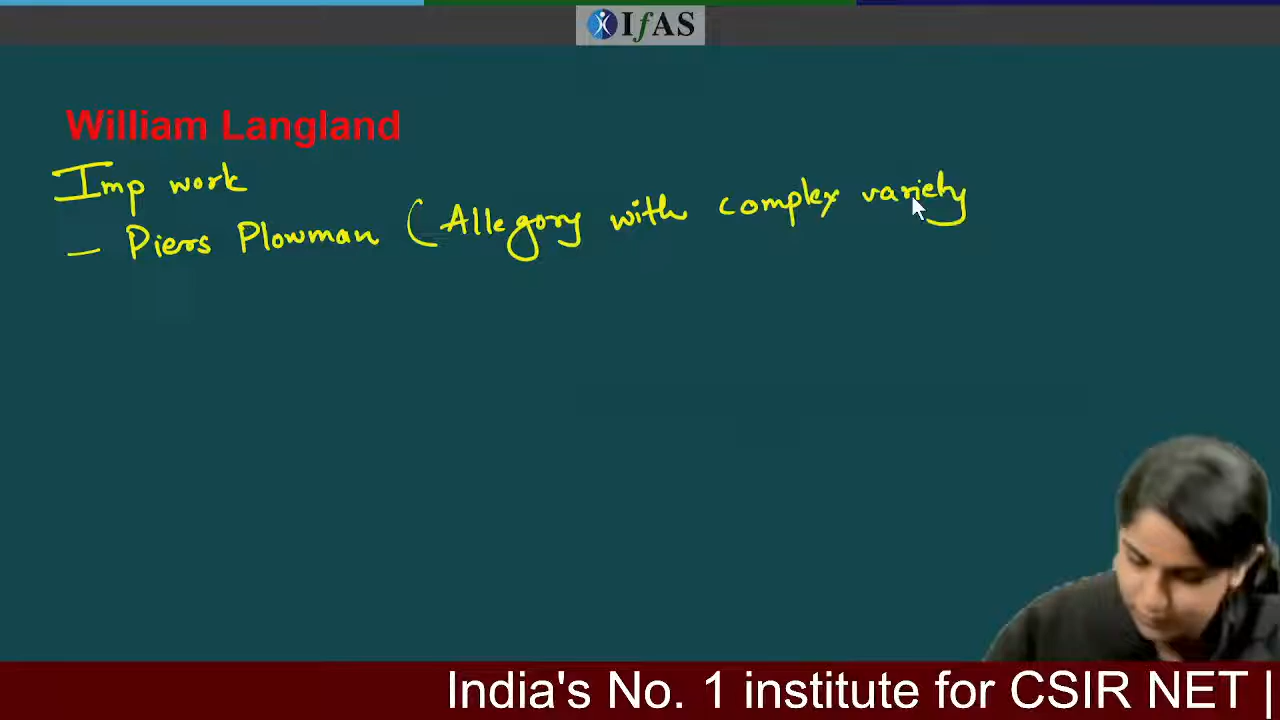 IfAS
William Langland
Imp work
- Piers Plowman (Allegory with complex variety
India's No. 1 institute for CSIR NET |